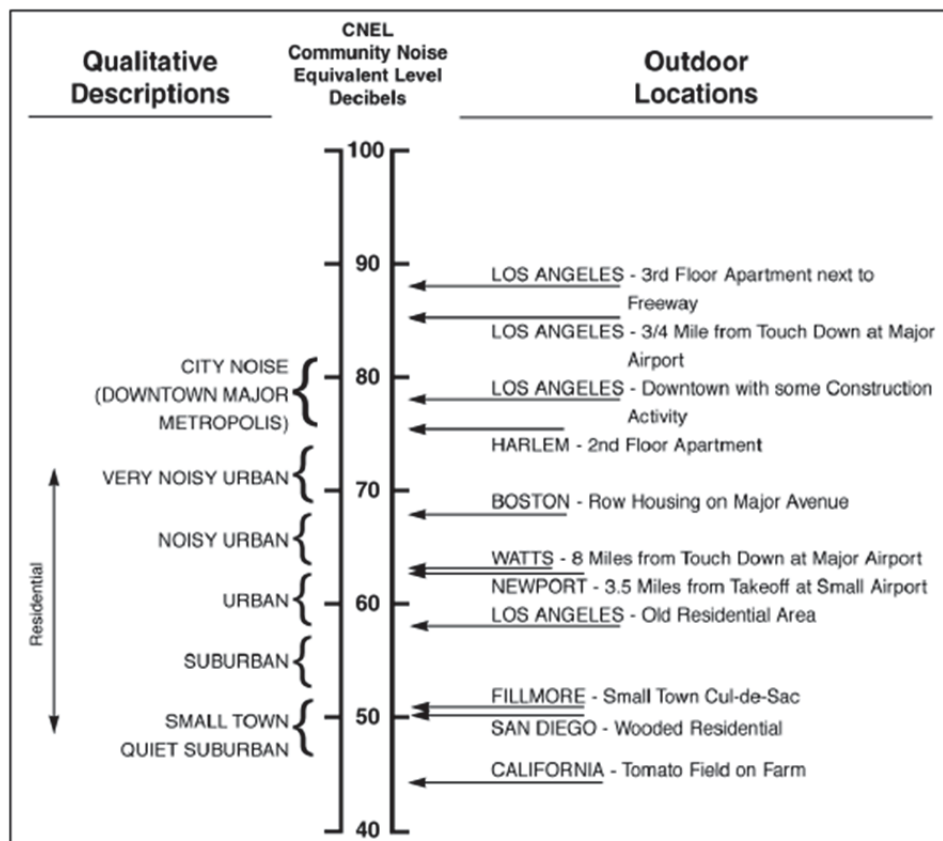 Qualitative
Descriptions
CNEL
Community Noise
Equivalent Level
Decibels
Outdoor
Locations
100
90
80
70
60
50
40
CITY NOISE
(DOWNTOWN MAJOR
METROPOLIS)
VERY NOISY URBAN
NOISY URBAN
URBAN
SUBURBAN
SMALL TOWN
QUIET SUBURBAN
Residential
LOS ANGELES - 3rd Floor Apartment next to
Freeway
LOS ANGELES - 3/4 Mile from Touch Down at Major
Airport
LOS ANGELES - Downtown with some Construction
Activity
HARLEM - 2nd Floor Apartment
BOSTON - Row Housing on Major Avenue
WATTS - 8 Miles from Touch Down at Major Airport
NEWPORT - 3.5 Miles from Takeoff at Small Airport
LOS ANGELES - Old Residential Area
FILLMORE - Small Town Cul-de-Sac
SAN DIEGO - Wooded Residential
CALIFORNIA - Tomato Field on Farm